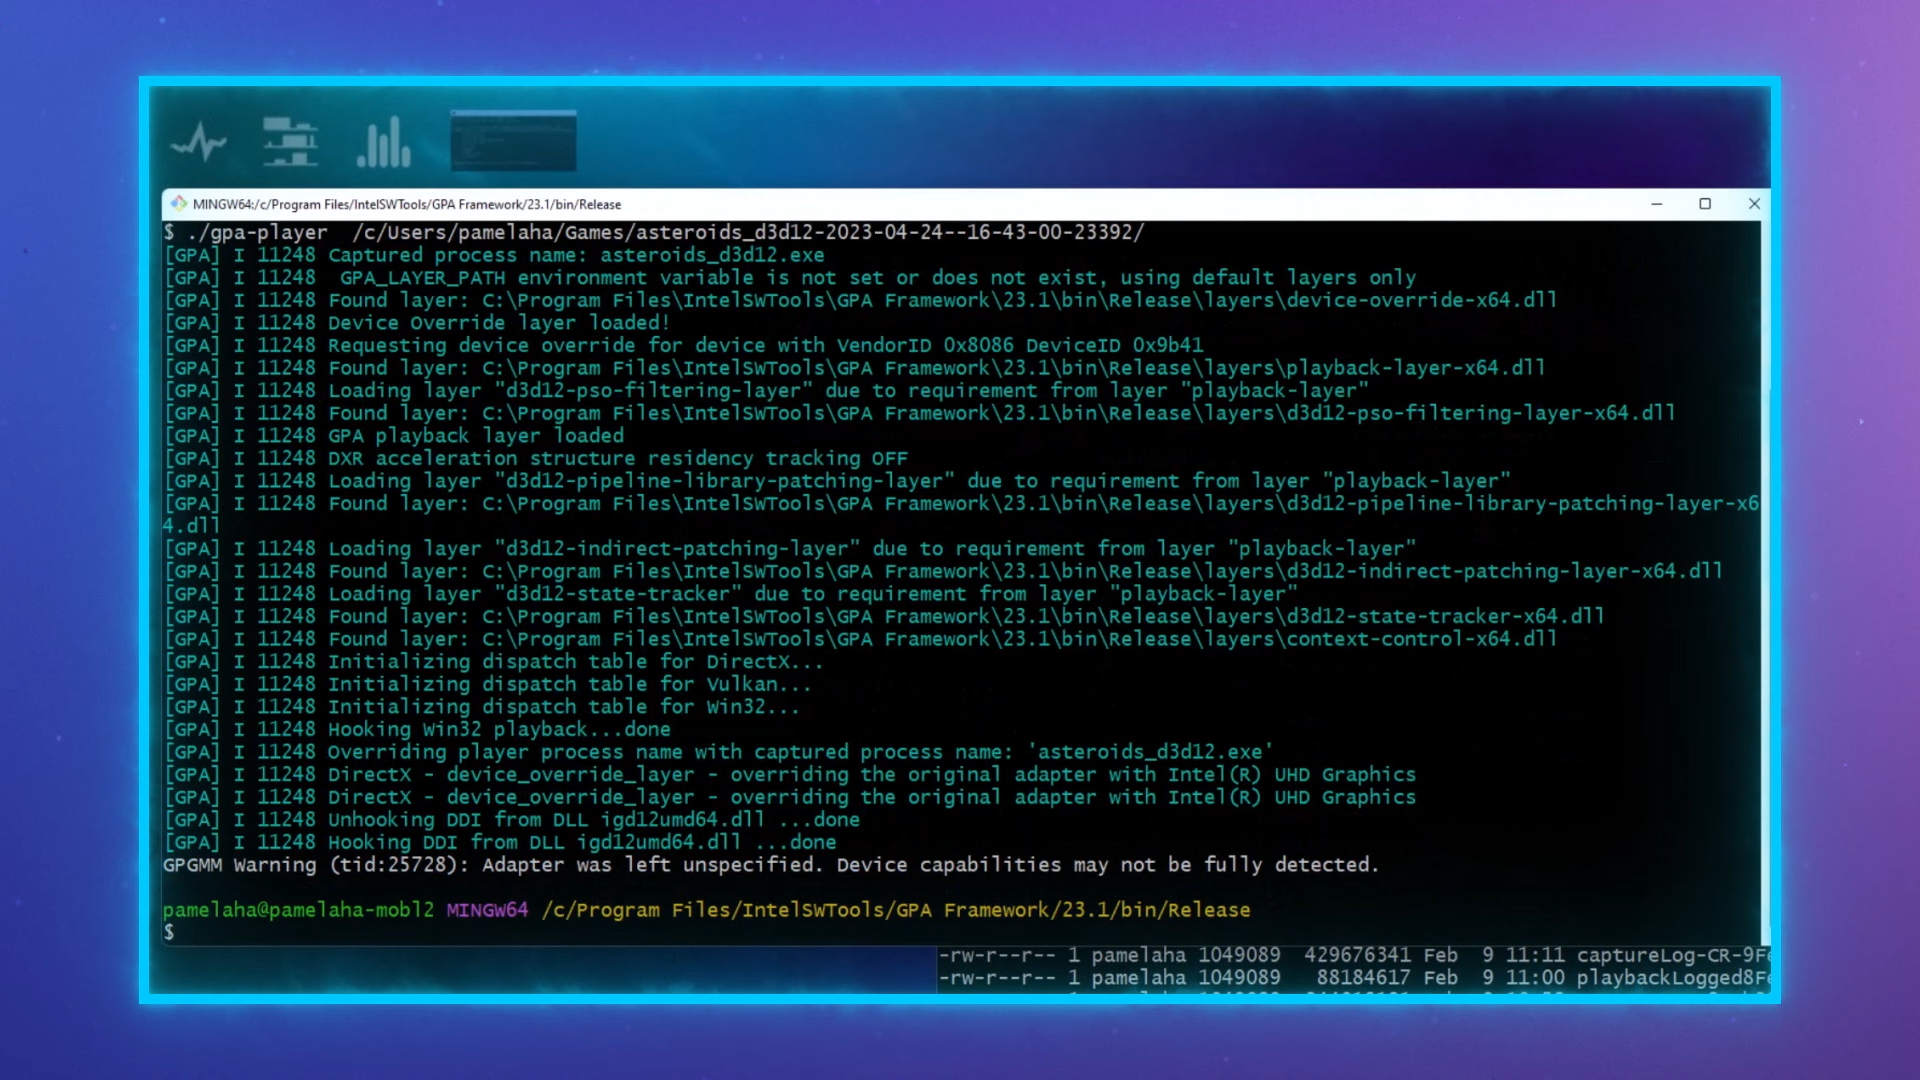 MINGW64:/c/Program Files/IntelSWTools/GPA Framework/23.1/bin/Release
$ ./gpa-player  /c/Users/pamelaha/Games/asteroids_d3d12-2023-04-24--16-43-00-23392/
[GPA] I 11248 Captured process name: asteroids_d3d12.exe
[GPA] I 11248  GPA_LAYER_PATH environment variable is not set or does not exist, using default layers only
[GPA] I 11248 Found layer: C:\Program Files\IntelSWTools\GPA Framework\23.1\bin\Release\layers\device-override-x64.dll
[GPA] I 11248 Device Override layer loaded!
[GPA] I 11248 Requesting device override for device with VendorID 0x8086 DeviceID 0x9b41
[GPA] I 11248 Found layer: C:\Program Files\IntelSWTools\GPA Framework\23.1\bin\Release\layers\playback-layer-x64.dll
[GPA] I 11248 Loading layer "d3d12-pso-filtering-layer" due to requirement from layer "playback-layer"
[GPA] I 11248 Found layer: C:\Program Files\IntelSWTools\GPA Framework\23.1\bin\Release\layers\d3d12-pso-filtering-layer-x64.dll
[GPA] I 11248 GPA playback layer loaded
[GPA] I 11248 DXR acceleration structure residency tracking OFF
[GPA] I 11248 Loading layer "d3d12-pipeline-library-patching-layer" due to requirement from layer "playback-layer"
[GPA] I 11248 Found layer: C:\Program Files\IntelSWTools\GPA Framework\23.1\bin\Release\layers\d3d12-pipeline-library-patching-layer-x6
4.dll
[GPA] I 11248 Loading layer "d3d12-indirect-patching-layer" due to requirement from layer "playback-layer"
[GPA] I 11248 Found layer: C:\Program Files\IntelSWTools\GPA Framework\23.1\bin\Release\layers\d3d12-indirect-patching-layer-x64.dll
[GPA] I 11248 Loading layer "d3d12-state-tracker" due to requirement from layer "playback-layer"
[GPA] I 11248 Found layer: C:\Program Files\IntelSWTools\GPA Framework\23.1\bin\Release\layers\d3d12-state-tracker-x64.dll
[GPA] I 11248 Found layer: C:\Program Files\IntelSWTools\GPA Framework\23.1\bin\Release\layers\context-control-x64.dll
[GPA] I 11248 Initializing dispatch table for DirectX...
[GPA] I 11248 Initializing dispatch table for Vulkan...
[GPA] I 11248 Initializing dispatch table for Win32...
[GPA] I 11248 Hooking Win32 playback...done
[GPA] I 11248 Overriding player process name with captured process name: 'asteroids_d3d12.exe'
[GPA] I 11248 DirectX - device_override_layer - overriding the original adapter with Intel(R) UHD Graphics
[GPA] I 11248 DirectX - device_override_layer - overriding the original adapter with Intel(R) UHD Graphics
[GPA] I 11248 Unhooking DDI from DLL igd12umd64.dll ...done
[GPA] I 11248 Hooking DDI from DLL igd12umd64.dll ...done
GPGMM Warning (tid:25728): Adapter was left unspecified. Device capabilities may not be fully detected.
pamelaha@pamelaha-mobl2 MINGW64 /c/Program Files/IntelSWTools/GPA Framework/23.1/bin/Release
$
-rw-r--r-- 1 pamelaha 1049089  429676341 Feb  9 11:11 captureLog-CR-9Fe
-rw-r--r-- 1 pamelaha 1049089   88184617 Feb  9 11:00 playbackLogged8Fe